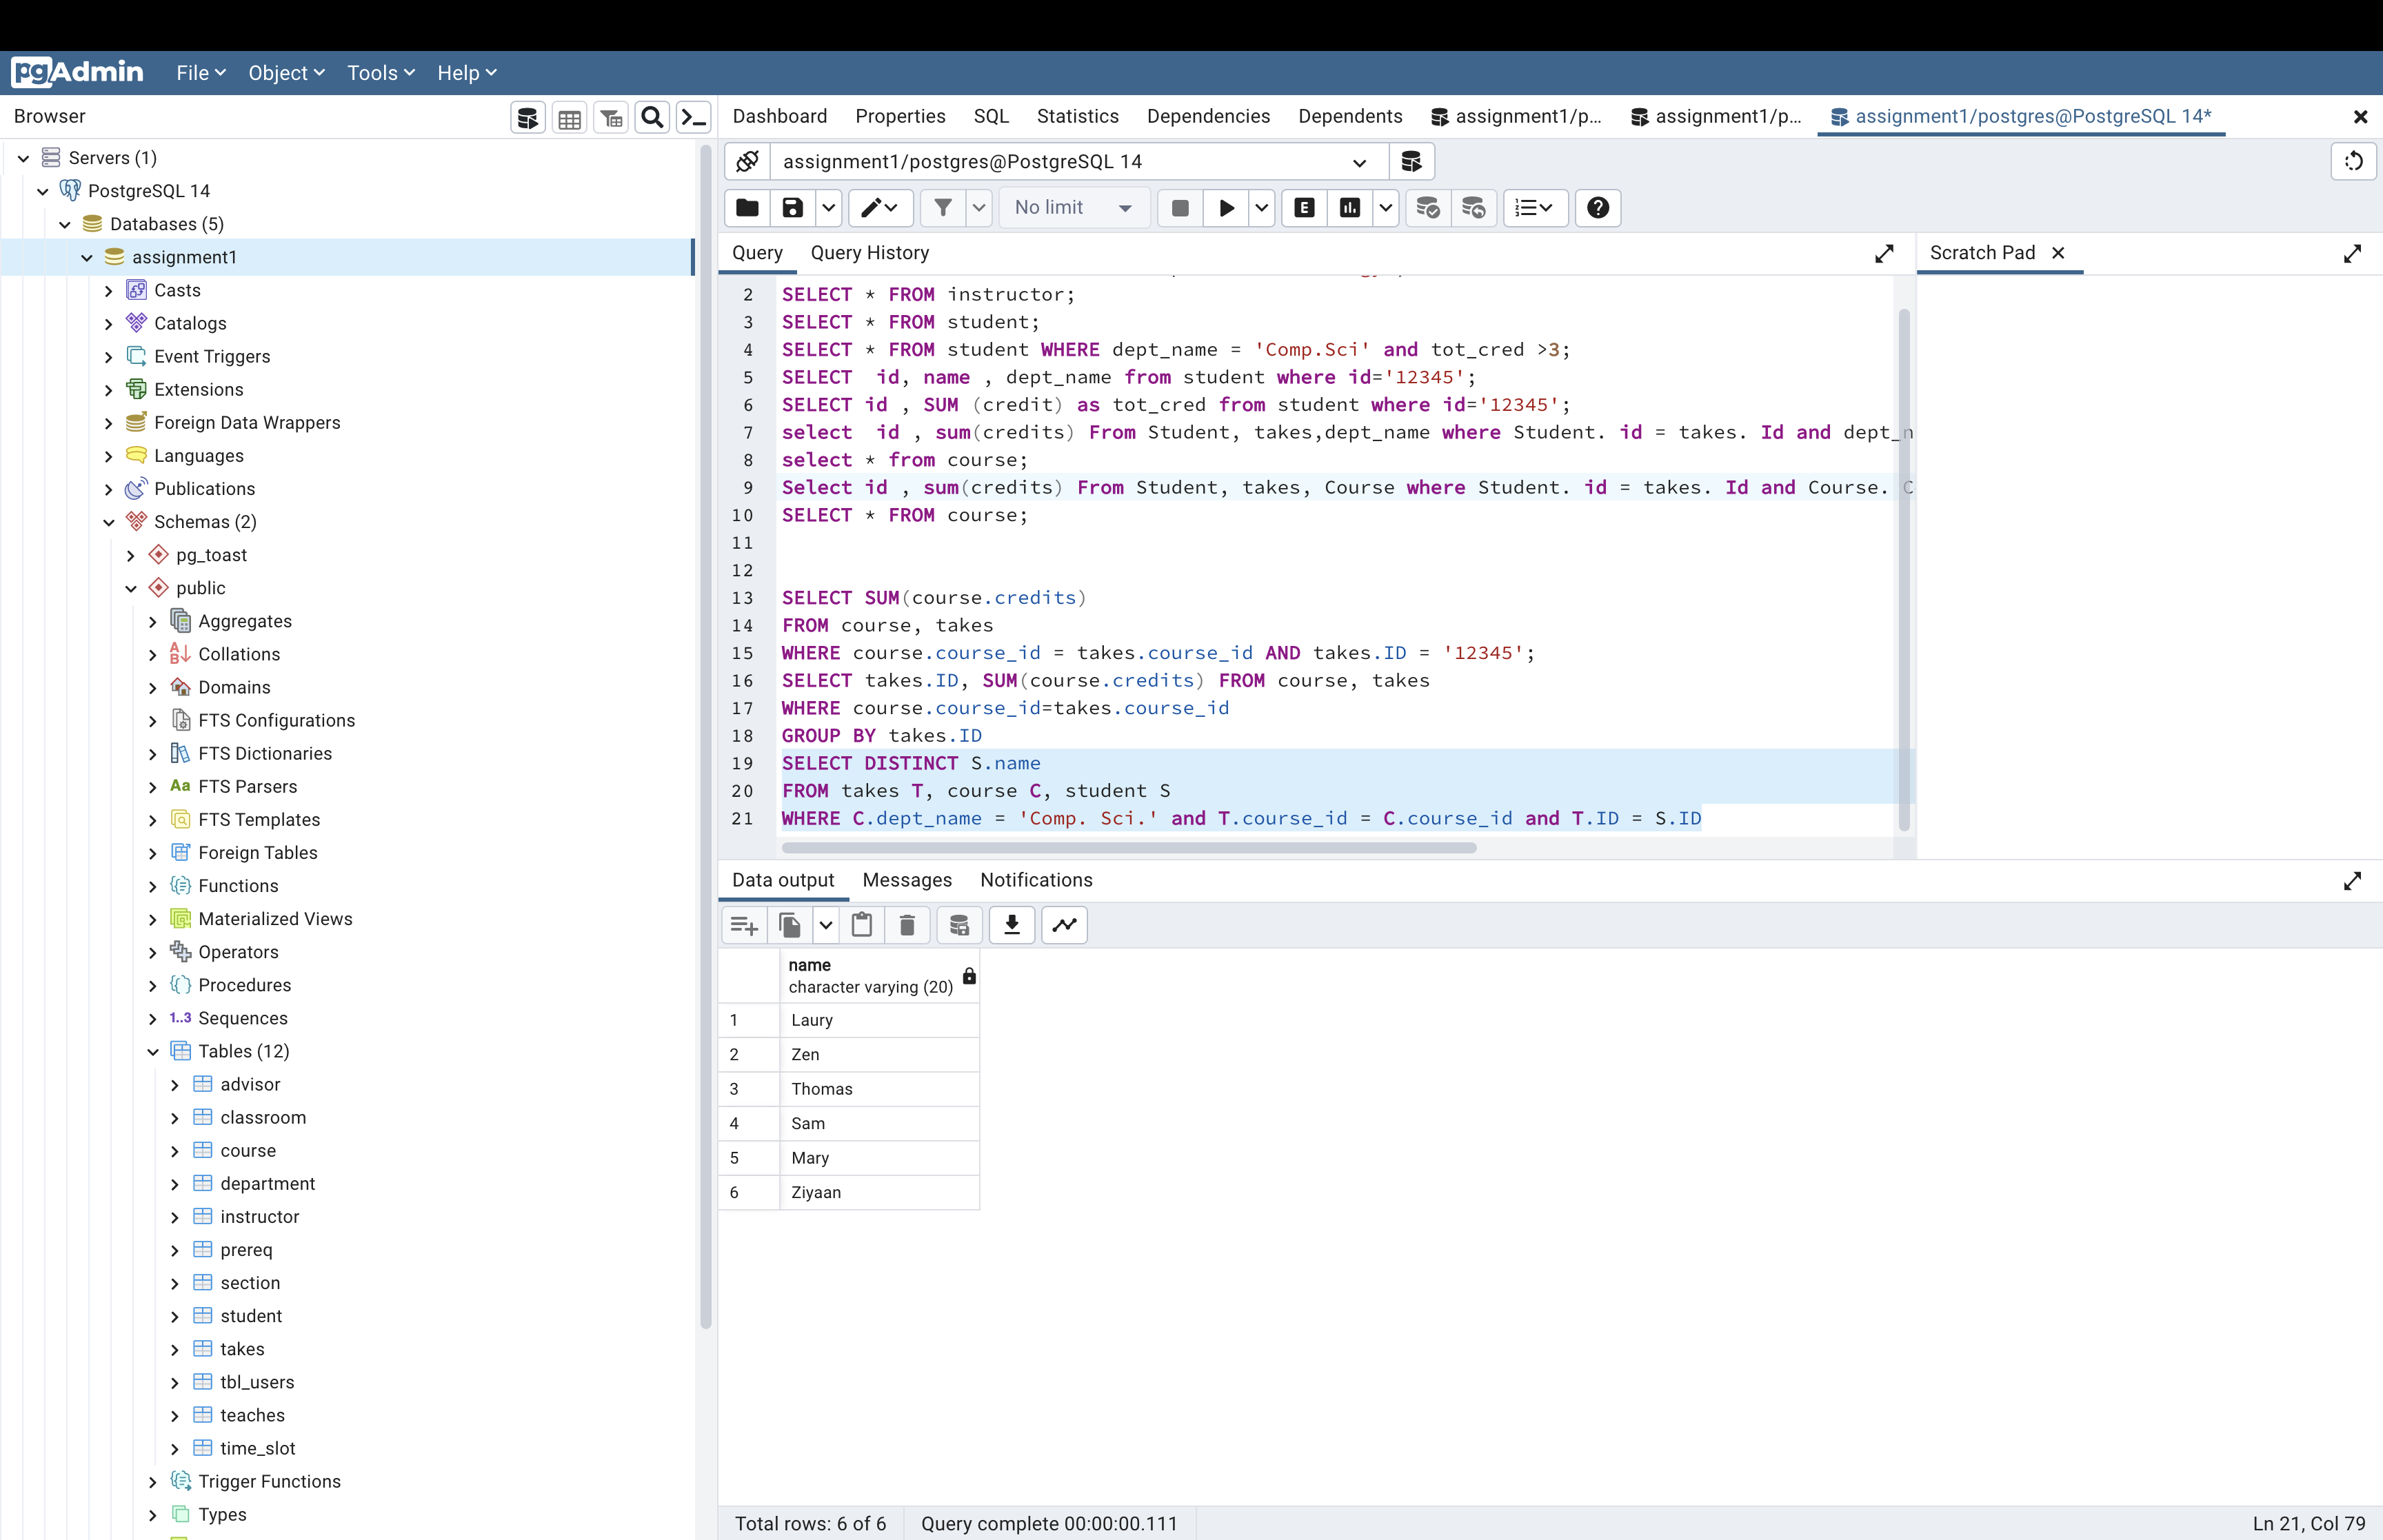 pgAdmin File Object Tools Help
Browser
Servers (1)
PostgreSQL 14
Databases (5)
assignment1
Casts
Catalogs
Event Triggers
Extensions
Foreign Data Wrappers
Languages
Publications
Schemas (2)
pg_toast
public
Aggregates
Collations
Domains
FTS Configurations
FTS Dictionaries
Aa FTS Parsers
FTS Templates
Foreign Tables
Functions
Materialized Views
Operators
Procedures
1..3 Sequences
Tables (12)
advisor
classroom
course
department
instructor
prereq
section
student
takes
tbl_users
teaches
time_slot
Trigger Functions
Types
Dashboard Properties SQL Statistics Dependencies Dependents assignment1/p... assignment1/p... assignment1/postgres@PostgreSQL 14*
assignment1/postgres@PostgreSQL 14
No limit E
Query Query History Scratch Pad
2 SELECT * FROM instructor;
3 SELECT * FROM student;
4 SELECT * FROM student WHERE dept_name = 'Comp.Sci' and tot_cred >3;
5 SELECT  id, name , dept_name from student where id='12345';
6 SELECT id , SUM (credit) as tot_cred from student where id='12345';
7 select  id , sum(credits) From Student, takes,dept_name where Student. id = takes. Id and dept_n
8 select * from course;
9 Select id , sum(credits) From Student, takes, Course where Student. id = takes. Id and Course. C
10 SELECT * FROM course;
11
12
13 SELECT SUM(course.credits)
14 FROM course, takes
15 WHERE course.course_id = takes.course_id AND takes.ID = '12345';
16 SELECT takes.ID, SUM(course.credits) FROM course, takes
17 WHERE course.course_id=takes.course_id
18 GROUP BY takes.ID
19 SELECT DISTINCT S.name
20 FROM takes T, course C, student S
21 WHERE C.dept_name = 'Comp. Sci.' and T.course_id = C.course_id and T.ID = S.ID
Data output Messages Notifications
name
character varying (20)
1 Laury
2 Zen
3 Thomas
4 Sam
5 Mary
6 Ziyaan
Total rows: 6 of 6 Query complete 00:00:00.111 Ln 21, Col 79